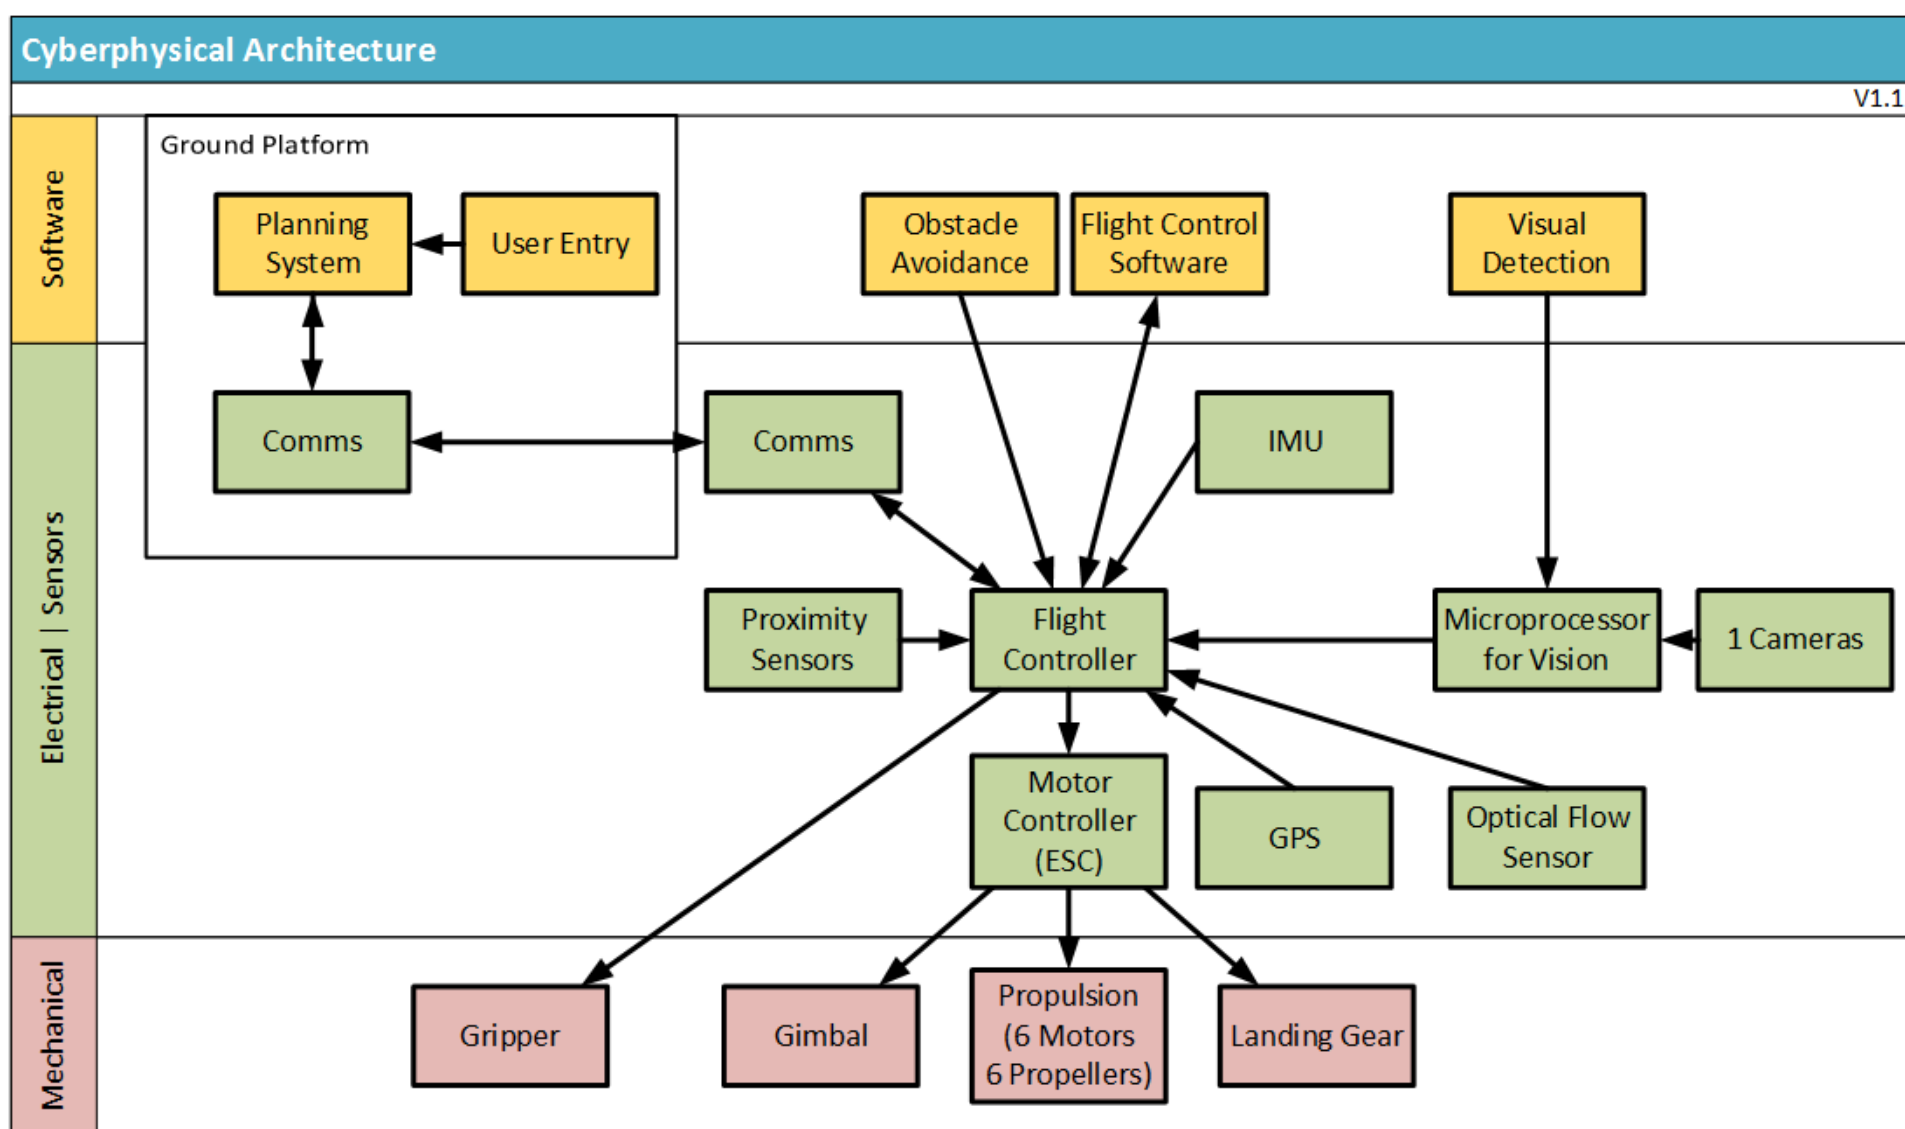 Cyberphysical Architecture
V1.1
Software
Ground Platform
Planning
System
User Entry
Obstacle
Avoidance
Flight Control
Software
Visual
Detection
Electrical | Sensors
Comms
Comms
IMU
Proximity
Sensors
Flight
Controller
Microprocessor
for Vision
1 Cameras
Motor
Controller
(ESC)
GPS
Optical Flow
Sensor
Mechanical
Gripper
Gimbal
Propulsion
(6 Motors
6 Propellers)
Landing Gear